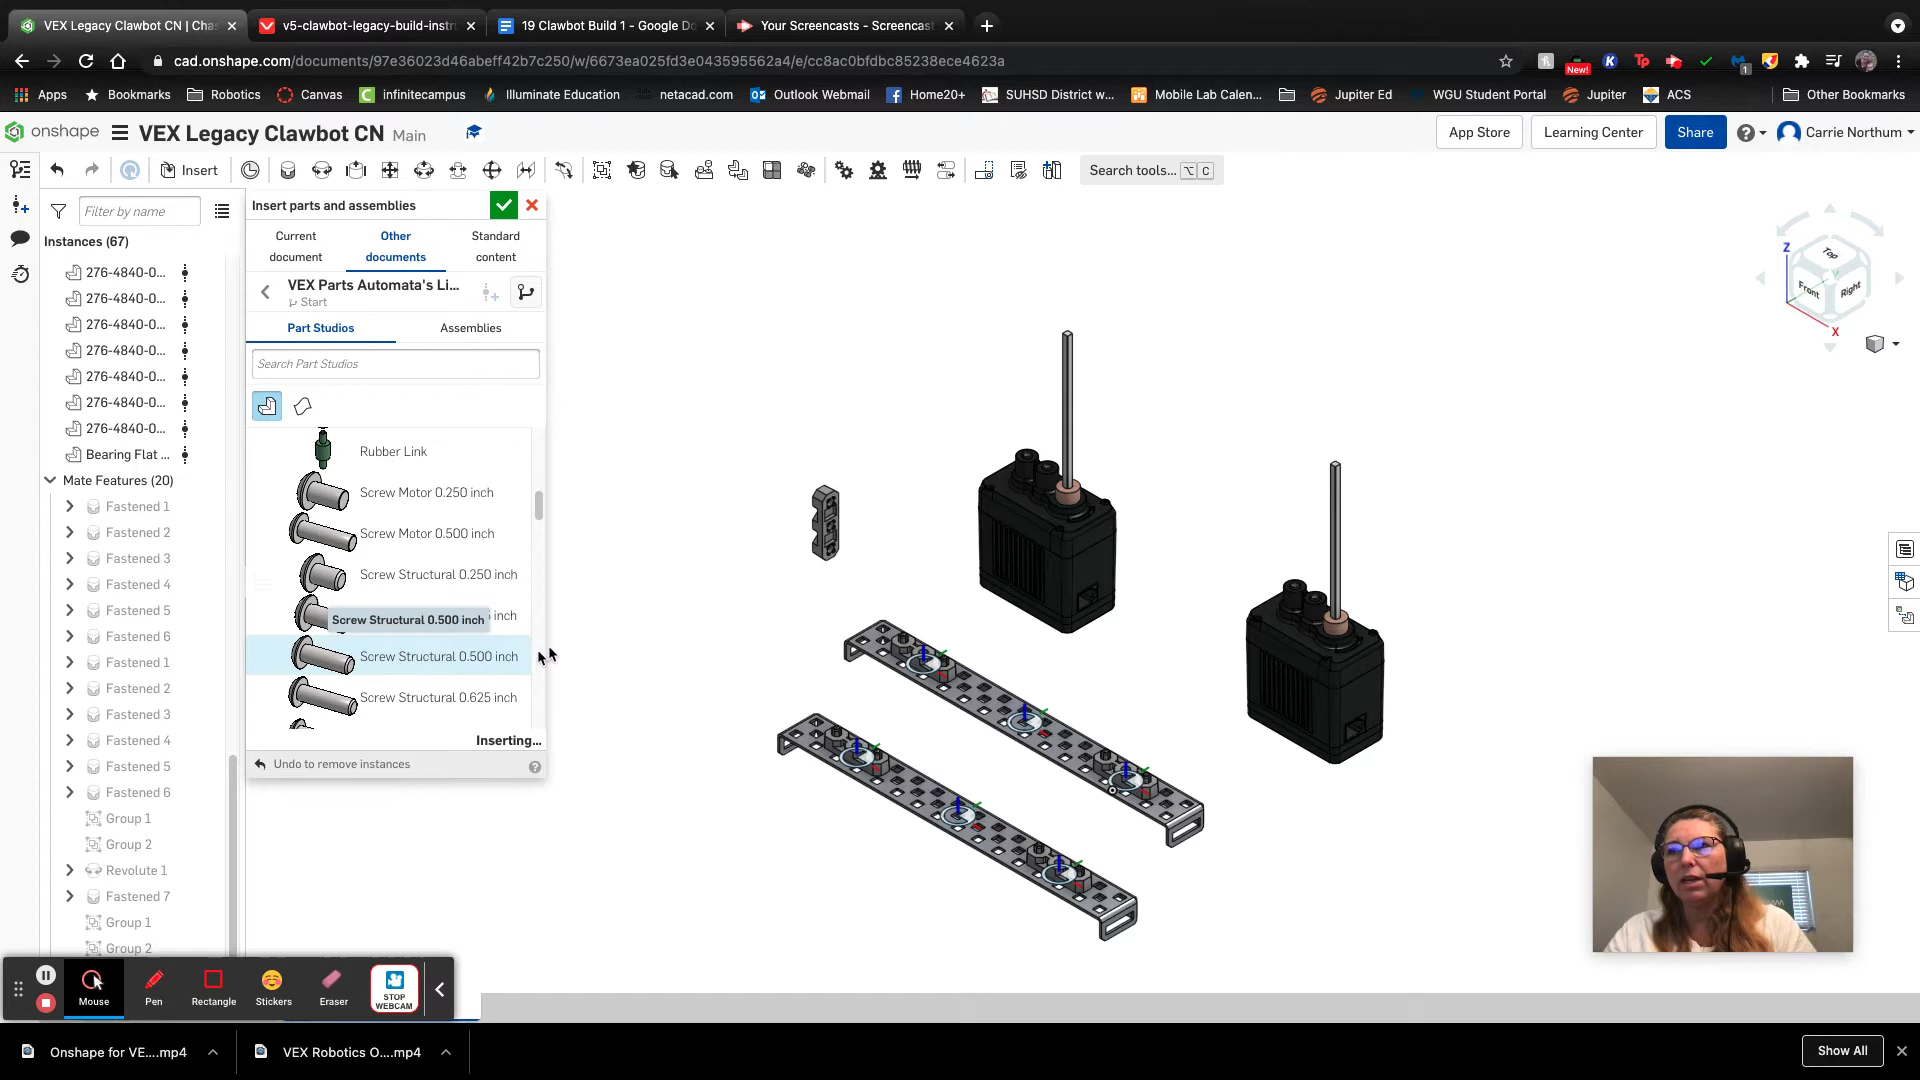 VEX Legacy Clawbot CN | Chas
v5-clawbot-legacy-build-instru
19 Clawbot Build 1 - Google Do
Your Screencasts - Screencast
cad.onshape.com/documents/97e36023d46abeff42b7c250/w/6673ea025fd3e043595562a4/e/cc8ac0bfdbc85238ece4623a
New!
1
Apps
Bookmarks
Robotics
Canvas
infinitecampus
Illuminate Education
netacad.com
Outlook Webmail
Home20+
SUHSD District w...
Mobile Lab Calen...
Jupiter Ed
WGU Student Portal
Jupiter
ACS
Other Bookmarks
onshape
VEX Legacy Clawbot CN
Main
App Store
Learning Center
Share
Carrie Northum
Insert
Search tools... ⌥ C
Filter by name
Instances (67)
276-4840-0...
276-4840-0...
276-4840-0...
276-4840-0...
276-4840-0...
276-4840-0...
276-4840-0...
Bearing Flat ...
Mate Features (20)
Fastened 1
Fastened 2
Fastened 3
Fastened 4
Fastened 5
Fastened 6
Fastened 1
Fastened 2
Fastened 3
Fastened 4
Fastened 5
Fastened 6
Group 1
Group 2
Revolute 1
Fastened 7
Group 1
Group 2
Insert parts and assemblies
Current document
Other documents
Standard content
VEX Parts Automata's Li...
Start
Part Studios
Assemblies
Search Part Studios
Rubber Link
Screw Motor 0.250 inch
Screw Motor 0.500 inch
Screw Structural 0.250 inch
Screw Structural 0.500 inch
inch
Screw Structural 0.500 inch
Screw Structural 0.625 inch
Inserting...
Undo to remove instances
Z
Top
Front
Right
X
Mouse
Pen
Rectangle
Stickers
Eraser
STOP WEBCAM
Onshape for VE....mp4
VEX Robotics O....mp4
Show All